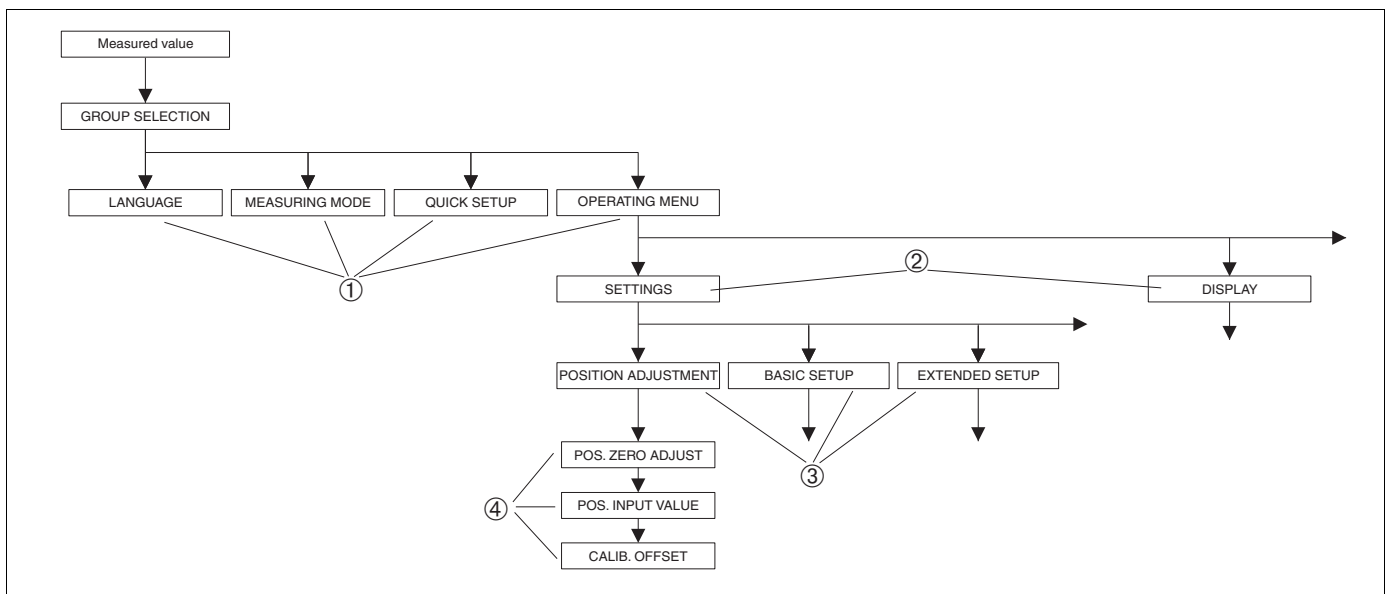 Measured value
GROUP SELECTION
LANGUAGE
MEASURING MODE
QUICK SETUP
OPERATING MENU
①
②
SETTINGS
DISPLAY
POSITION ADJUSTMENT
BASIC SETUP
EXTENDED SETUP
③
④
POS. ZERO ADJUST
POS. INPUT VALUE
CALIB. OFFSET